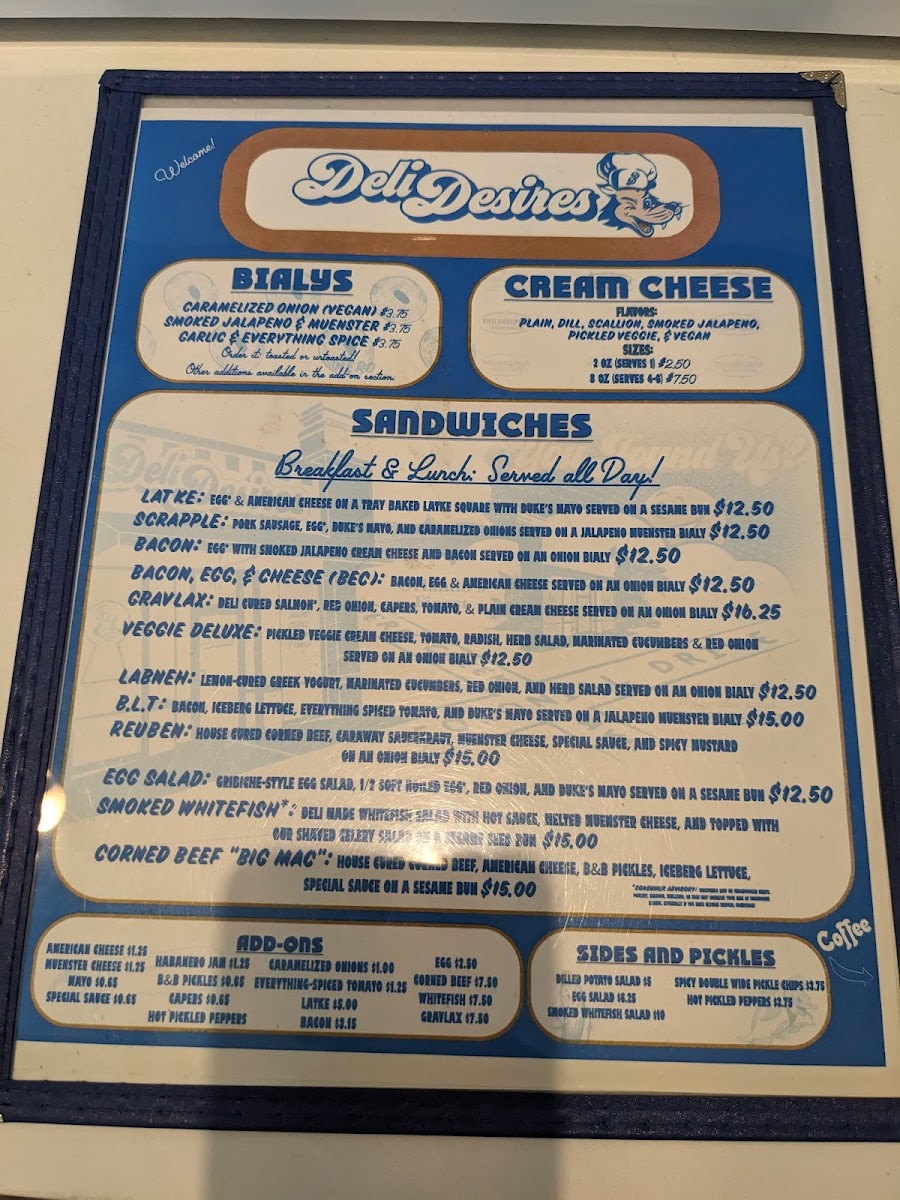 Welcome!
Deli Desires
BIALYS
CARAMELIZED ONION (VEGAN) $3.75
SMOKED JALAPENO & MUENSTER $3.75
GARLIC & EVERYTHING SPICE $3.75
Order it: toasted or untoasted!
Other additions available in the add-on section.
CREAM CHEESE
FLAVORS:
PLAIN, DILL, SCALLION, SMOKED JALAPENO,
PICKLED VEGGIE, & VEGAN
SIZES:
2 OZ (SERVES 1) $2.50
8 OZ (SERVES 4-6) $7.50
SANDWICHES
Breakfast & Lunch: Served all Day!
LATKE: EGG* & AMERICAN CHEESE ON A TRAY BAKED LATKE SQUARE WITH DUKE'S MAYO SERVED ON A SESAME BUN $12.50
SCRAPPLE: PORK SAUSAGE, EGG*, DUKE'S MAYO, AND CARAMELIZED ONIONS SERVED ON A JALAPENO MUENSTER BIALY $12.50
BACON: EGG* WITH SMOKED JALAPENO CREAM CHEESE AND BACON SERVED ON AN ONION BIALY $12.50
BACON, EGG, & CHEESE (BEC): BACON, EGG & AMERICAN CHEESE SERVED ON AN ONION BIALY $12.50
GRAVLAX: DELI CURED SALMON*, RED ONION, CAPERS, TOMATO, & PLAIN CREAM CHEESE SERVED ON AN ONION BIALY $16.25
VEGGIE DELUXE: PICKLED VEGGIE CREAM CHEESE, TOMATO, RADISH, HERB SALAD, MARINATED CUCUMBERS & RED ONION
SERVED ON AN ONION BIALY $12.50
LABNEH: LEMON-CURED GREEK YOGURT, MARINATED CUCUMBERS, RED ONION, AND HERB SALAD SERVED ON AN ONION BIALY $12.50
B.L.T: BACON, ICEBERG LETTUCE, EVERYTHING SPICED TOMATO, AND DUKE'S MAYO SERVED ON A JALAPENO MUENSTER BIALY $15.00
REUBEN: HOUSE CURED CORNED BEEF, CARAWAY SAUERKRAUT, MUENSTER CHEESE, SPECIAL SAUCE, AND SPICY MUSTARD
ON AN ONION BIALY $15.00
EGG SALAD: GRIBICHE-STYLE EGG SALAD, 1/2 SOFT BOILED EGG*, RED ONION, AND DUKE'S MAYO SERVED ON A SESAME BUN $12.50
SMOKED WHITEFISH*: DELI MADE WHITEFISH SALAD WITH HOT SAUCE, MELTED MUENSTER CHEESE, AND TOPPED WITH
OUR SHAVED CELERY SALAD ON A SESAME SEED BUN $15.00
CORNED BEEF "BIG MAC": HOUSE CURED CORNED BEEF, AMERICAN CHEESE, B&B PICKLES, ICEBERG LETTUCE,
SPECIAL SAUCE ON A SESAME BUN $15.00
*CONSUMER ADVISORY:
ADD-ONS
AMERICAN CHEESE $1.25
MUENSTER CHEESE $1.25
MAYO $0.65
SPECIAL SAUCE $0.65
HABANERO JAM $1.25
B&B PICKLES $0.65
CAPERS $0.65
HOT PICKLED PEPPERS
CARAMELIZED ONIONS $1.00
EVERYTHING-SPICED TOMATO $1.25
LATKE $5.00
BACON $3.15
EGG $2.50
CORNED BEEF $7.50
WHITEFISH $7.50
GRAVLAX $7.50
SIDES AND PICKLES
DILLED POTATO SALAD $5
EGG SALAD $6.25
SMOKED WHITEFISH SALAD $10
SPICY DOUBLE WIDE PICKLE CHIPS $3.75
HOT PICKLED PEPPERS $3.75
Coffee